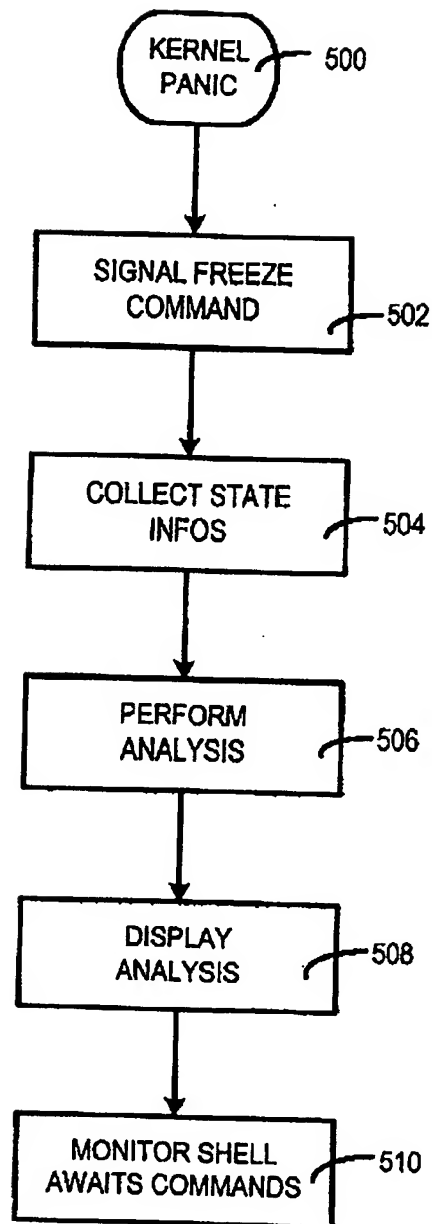 KERNEL
PANIC
500
SIGNAL FREEZE
COMMAND
502
COLLECT STATE
INFOS
504
PERFORM
ANALYSIS
506
DISPLAY
ANALYSIS
508
MONITOR SHELL
AWAITS COMMANDS
510